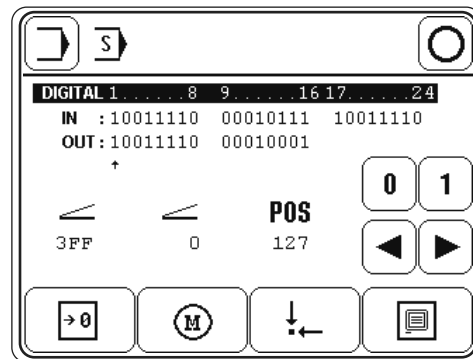 S
DIGITAL 1......8 9......16 17......24
IN :10011110 00010111 10011110
OUT:10011110 00010001
0 1
POS
3FF 0 127
→0 M